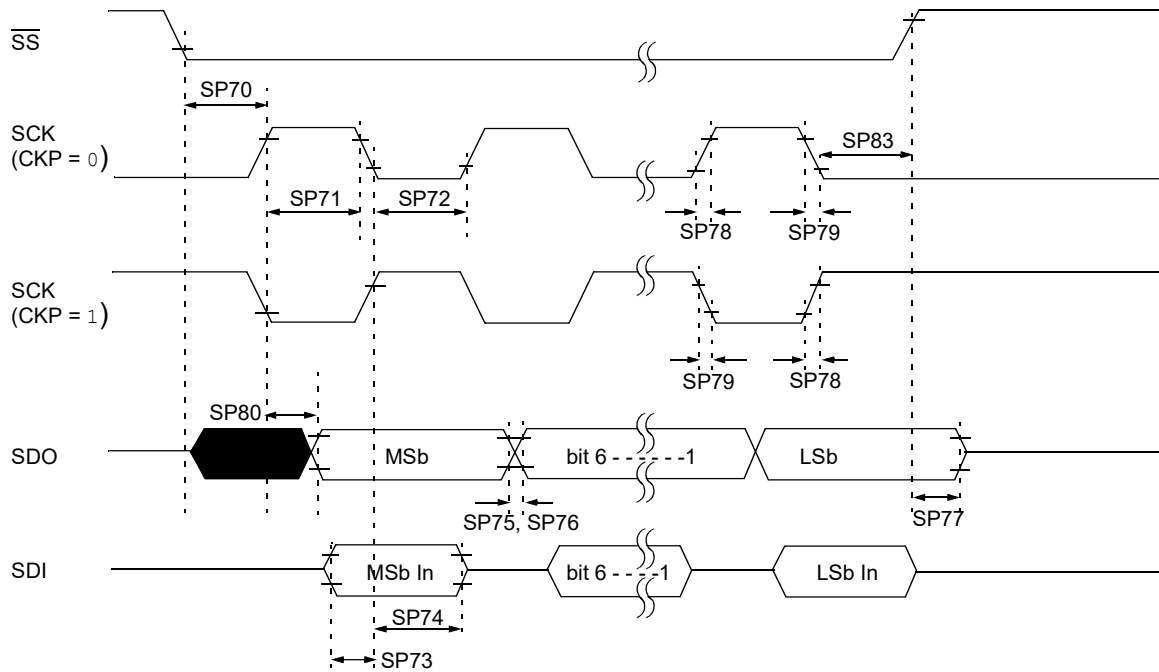 SS
SP70
SCK
(CKP = 0)
SP83
SP71
SP72
SP78
SP79
SCK
(CKP = 1)
SP79
SP78
SP80
SDO
MSb
bit 6 - - - - - - -1
LSb
SP75, SP76
SP77
SDI
MSb In
bit 6 - - - - -1
LSb In
SP74
SP73